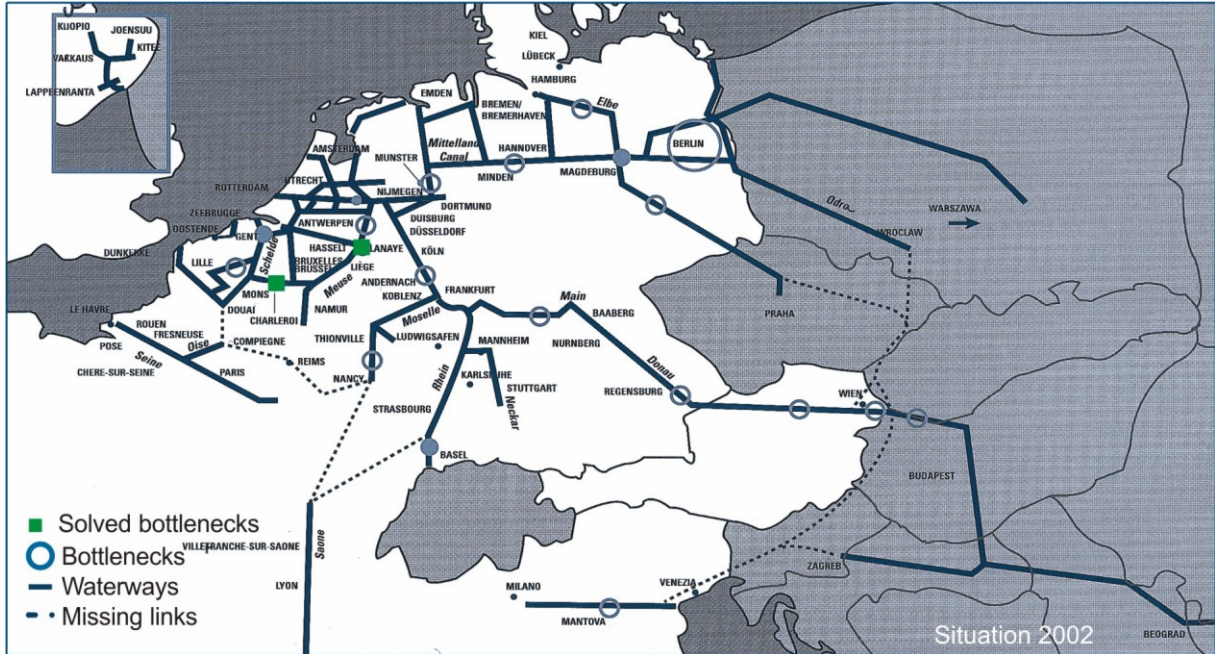 KUOPIO
JOENSUU
VARKAUS
KITEE
LAPPEENRANTA
KIEL
LÜBECK
HAMBURG
Elbe
EMDEN
BREMEN/
BREMERHAVEN
Mittelland
Canal
HANNOVER
BERLIN
AMSTERDAM
MUNSTER
MINDEN
MAGDEBURG
UTRECHT
ROTTERDAM
NIJMEGEN
DORTMUND
Odra
WARSZAWA
ZEEBRUGGE
OOSTENDE
ANTWERPEN
DUISBURG
DÜSSELDORF
WROCLAW
GENT
Schelde
HASSELT
LANAYE
DUNKERKE
LILLE
BRUXELLES
BRUSSEL
LIÈGE
KÖLN
Meuse
ANDERNACH
KOBLENZ
FRANKFURT
MONS
NAMUR
DOUAI
CHARLEROI
Moselle
Main
BAABERG
PRAHA
LE HAVRE
ROUEN
FRESNEUSE
POSE
Oise
COMPIEGNE
THIONVILLE
LUDWIGSAFEN
MANNHEIM
NURNBERG
Seine
REIMS
CHERE-SUR-SEINE
PARIS
NANCY
Rhein
KARLSRUHE
STUTTGART
Neckar
Donau
REGENSBURG
WIEN
STRASBOURG
BASEL
BUDAPEST
Solved bottlenecks
Bottlenecks
Waterways
Missing links
VILLEFRANCHE-SUR-SAONE
Saone
LYON
MILANO
VENEZIA
MANTOVA
ZAGREB
BEOGRAD
Situation 2002